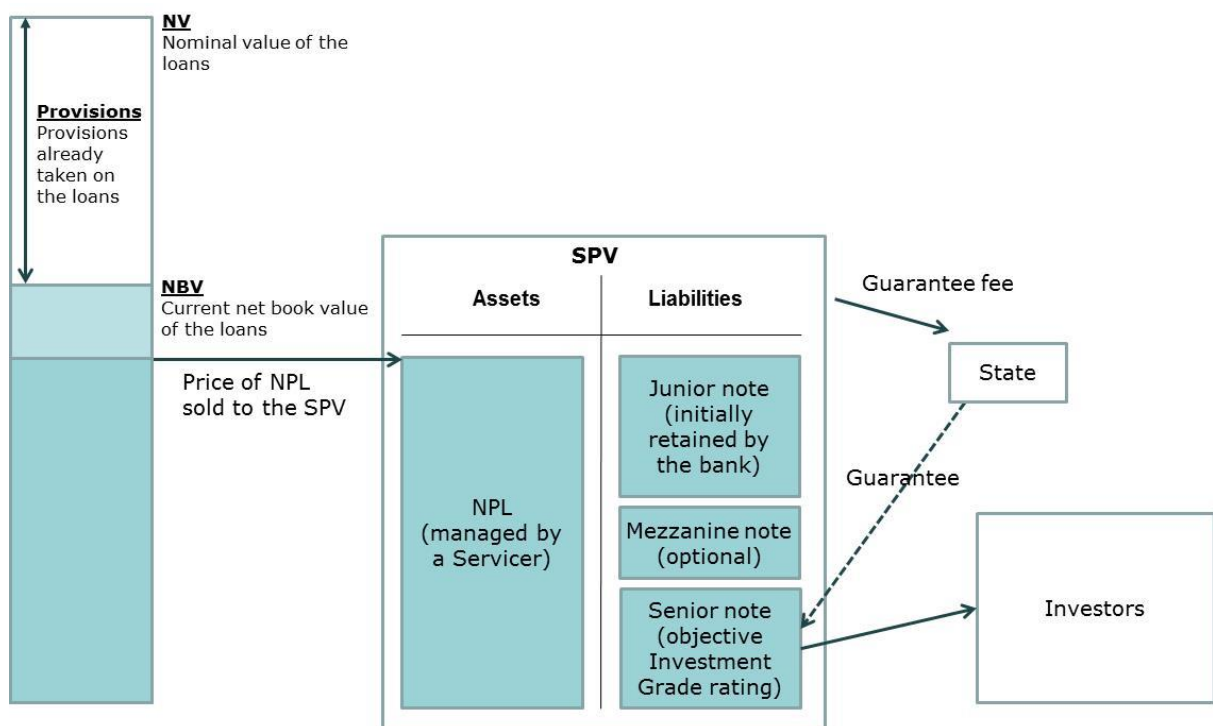 NV
Nominal value of the
loans
Provisions
Provisions
already
taken on
the loans
NBV
Current net book value
of the loans
Price of NPL
sold to the SPV
SPV
Assets
Liabilities
NPL
(managed by
a Servicer)
Junior note
(initially
retained by
the bank)
Mezzanine note
(optional)
Senior note
(objective
Investment
Grade rating)
Guarantee fee
State
Guarantee
Investors